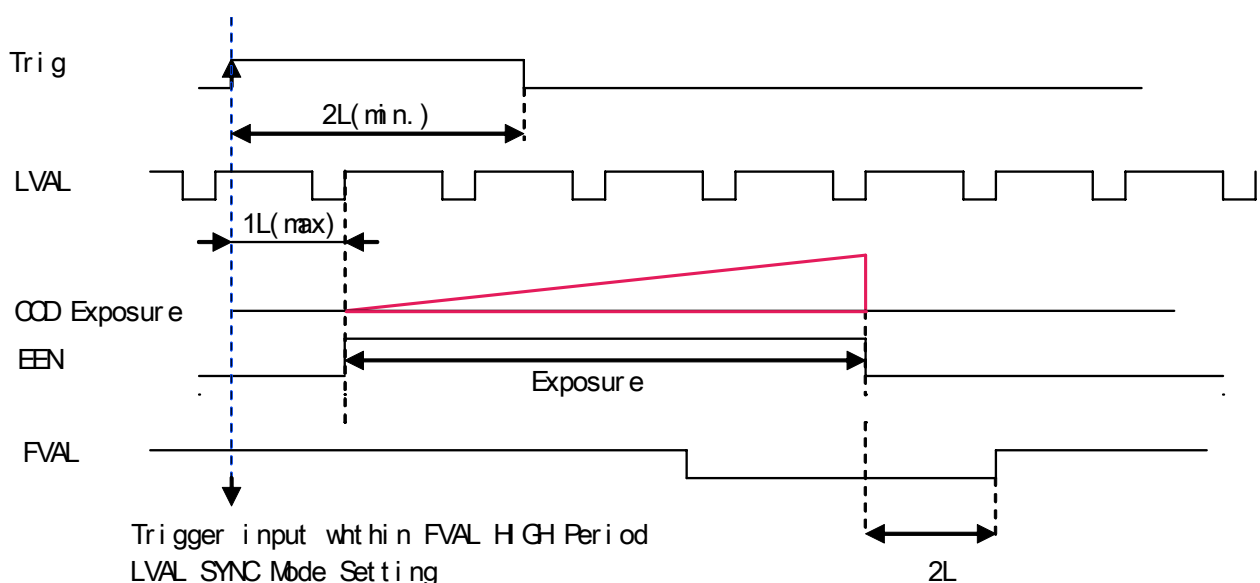 Trig
2L(min.)
LVAL
1L(max)
CCD Exposure
EEN
Exposure
FVAL
Trigger input whthin FVAL HIGH Period
LVAL SYNC Mode Setting
2L